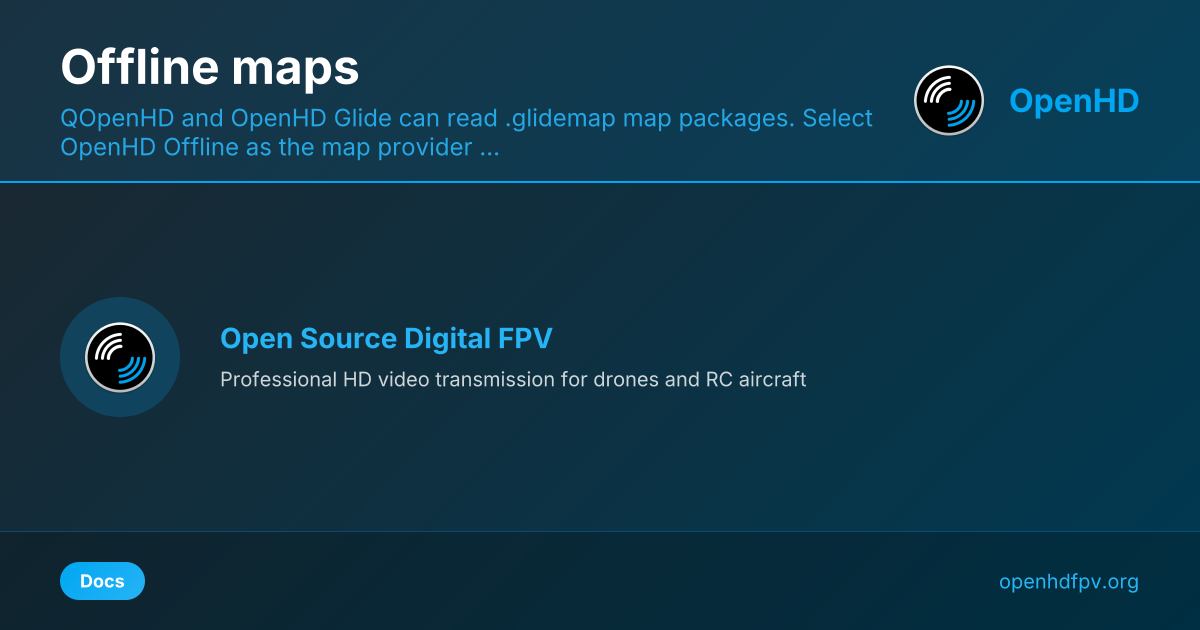 Offline maps
QOpenHD and OpenHD Glide can read .glidemap map packages. Select
OpenHD Offline as the map provider ...
OpenHD
Open Source Digital FPV
Professional HD video transmission for drones and RC aircraft
Docs
openhdfpv.org